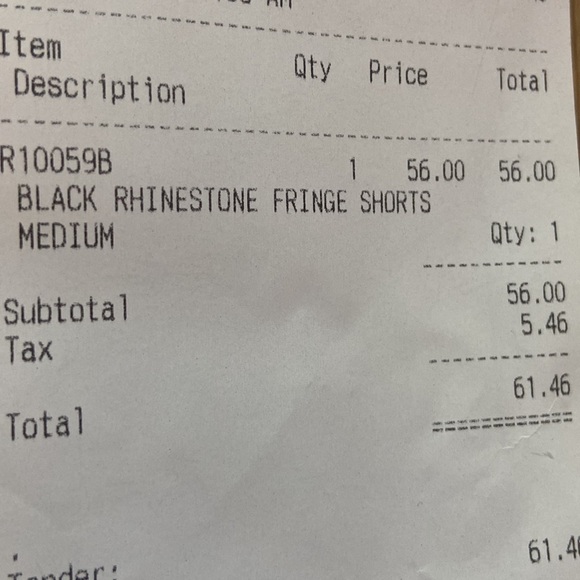 Item Qty Price Total
Description
R10059B 1 56.00 56.00
BLACK RHINESTONE FRINGE SHORTS
MEDIUM Qty: 1
Subtotal 56.00
Tax 5.46
Total 61.46
Tender: